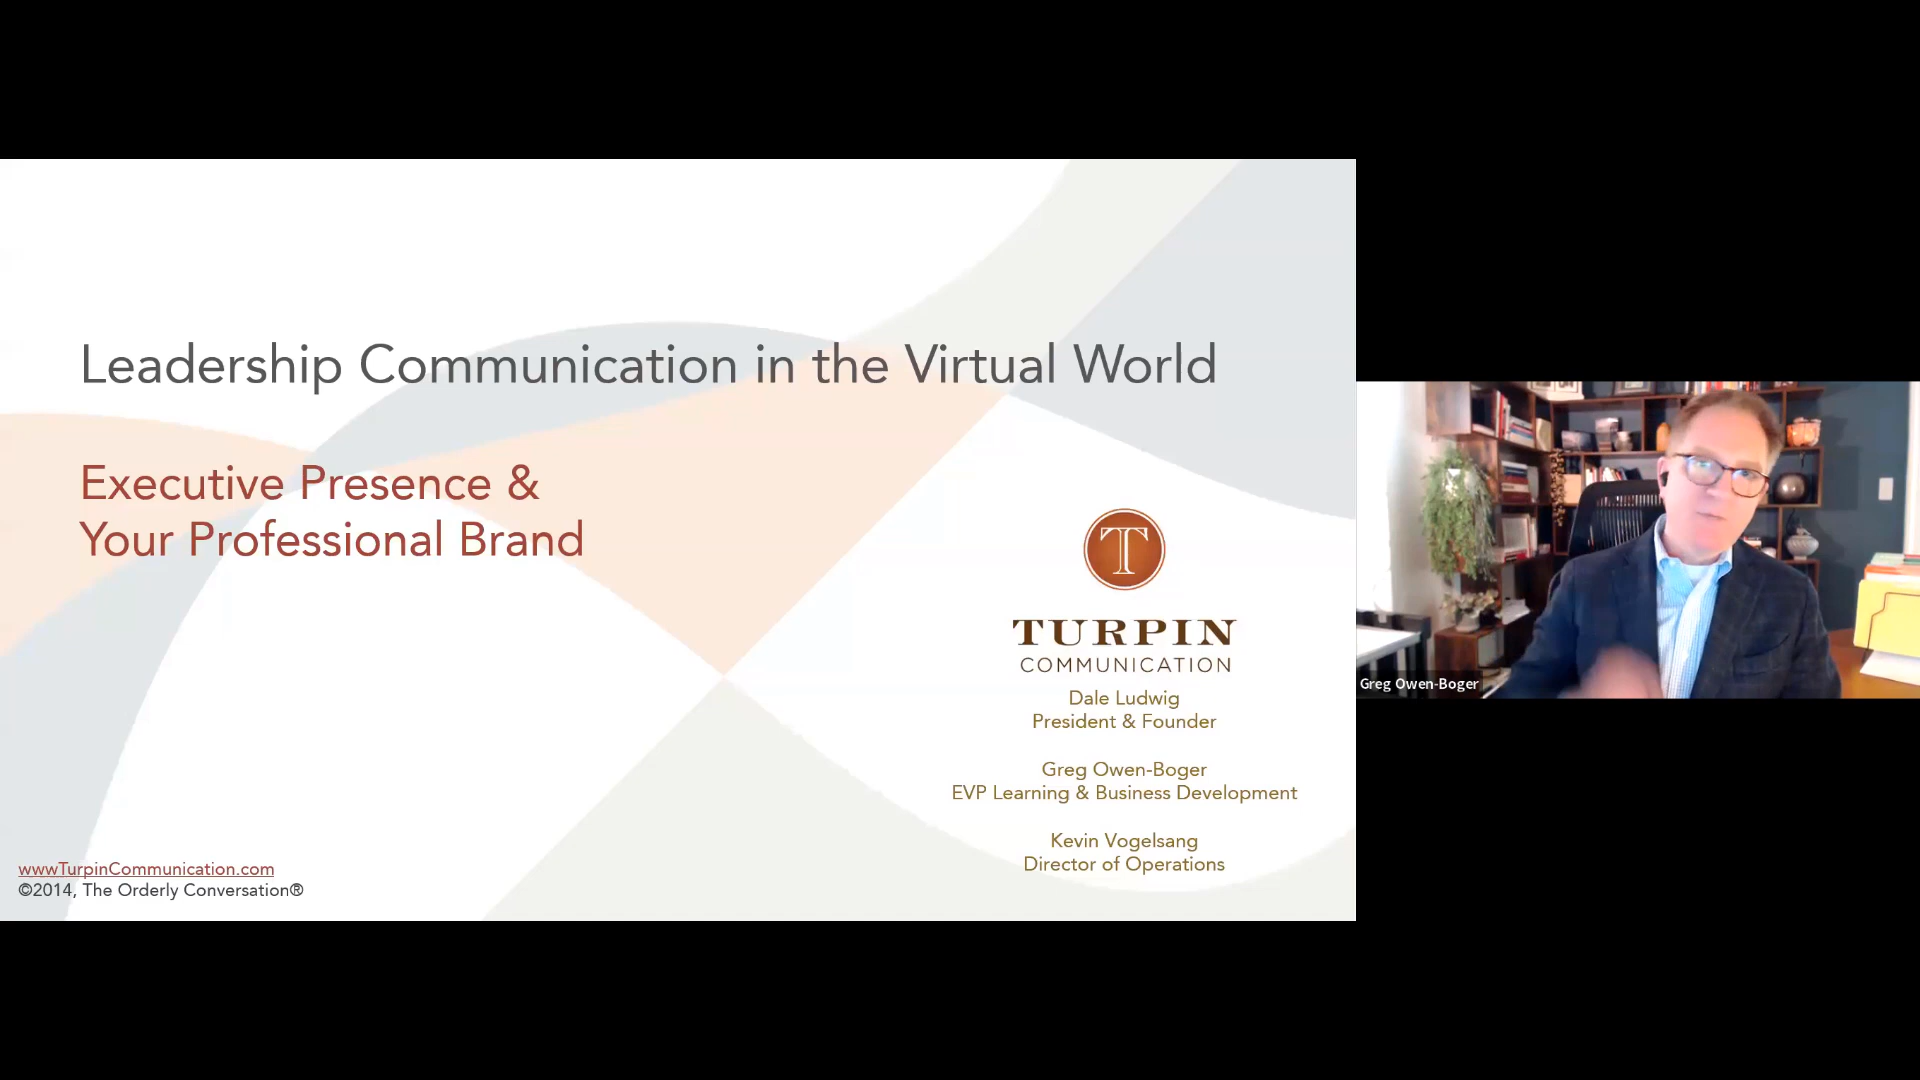 Leadership Communication in the Virtual World
Executive Presence &
Your Professional Brand
T
TURPIN
COMMUNICATION
Dale Ludwig
President & Founder
Greg Owen-Boger
EVP Learning & Business Development
Kevin Vogelsang
Director of Operations
wwwTurpinCommunication.com
©2014, The Orderly Conversation®
Greg Owen-Boger